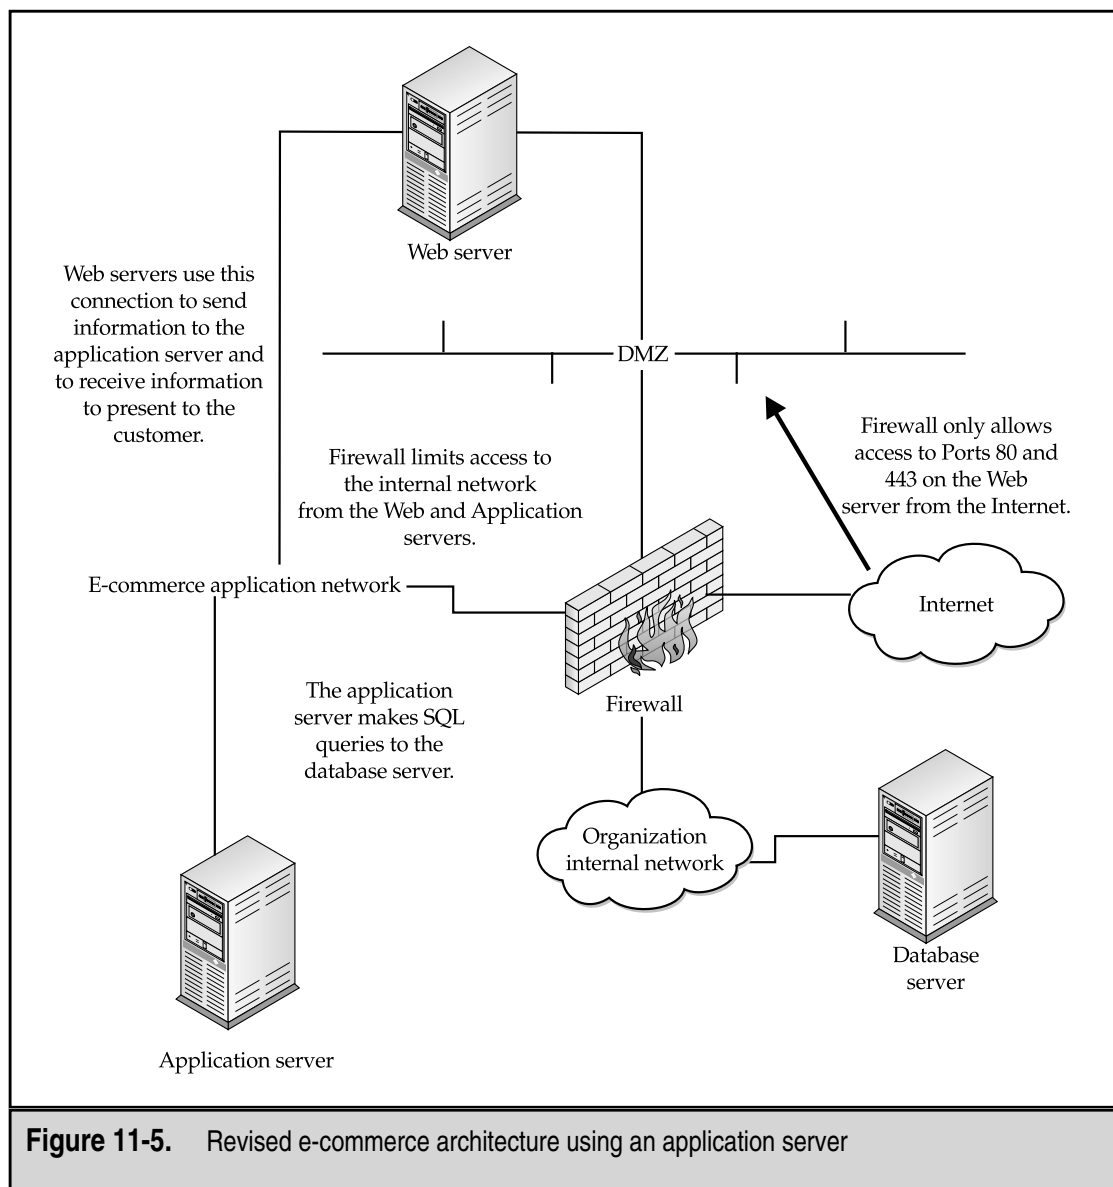 Web server
Web servers use this
connection to send
information to the
application server and
to receive information
to present to the
customer.
DMZ
Firewall only allows
access to Ports 80 and
443 on the Web
server from the Internet.
Firewall limits access to
the internal network
from the Web and Application
servers.
E-commerce application network
Internet
Firewall
The application
server makes SQL
queries to the
database server.
Organization
internal network
Database
server
Application server
Figure 11-5. Revised e-commerce architecture using an application server